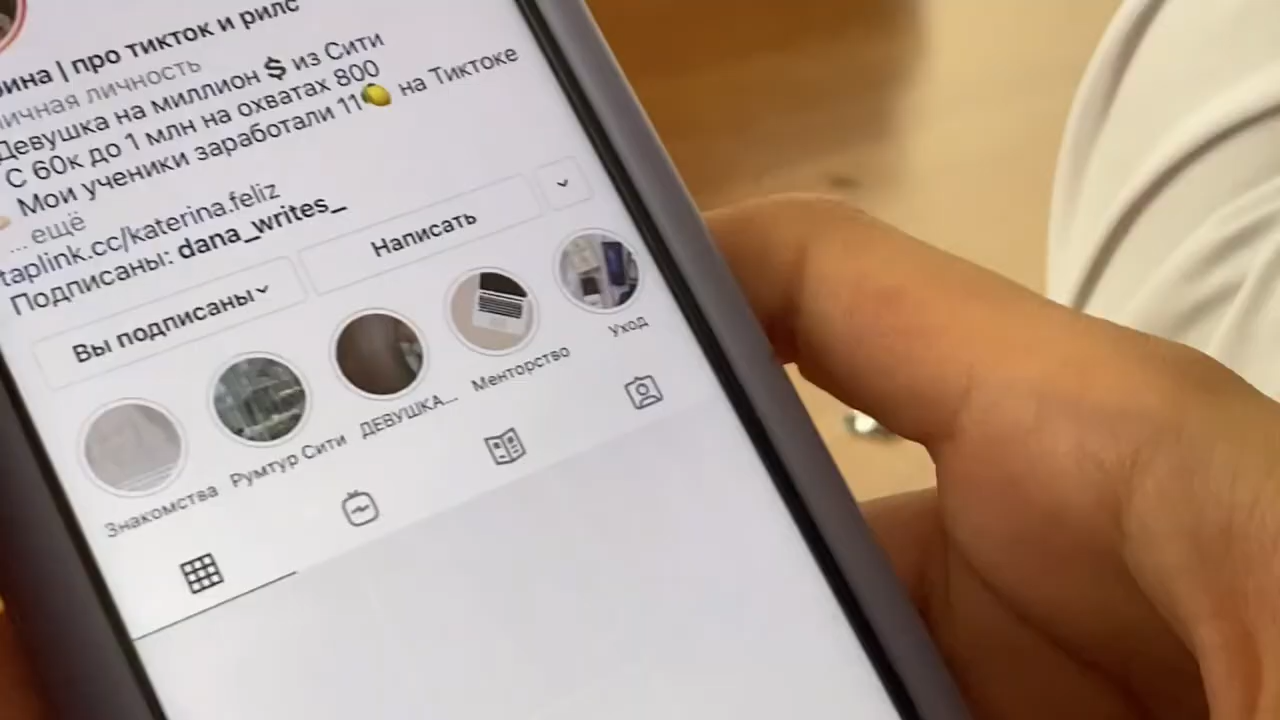 про тикток и рилс
личность
Девушка на миллион $ из Сити
С 60к до 1 млн на охватах 800
Мои ученики заработали 11🍋 на Тиктоке
... ещё
taplink.cc/katerina.feliz
Подписаны: dana_writes_
Вы подписаны
Написать
Знакомства
Румтур Сити
ДЕВУШКА...
Менторство
Уход